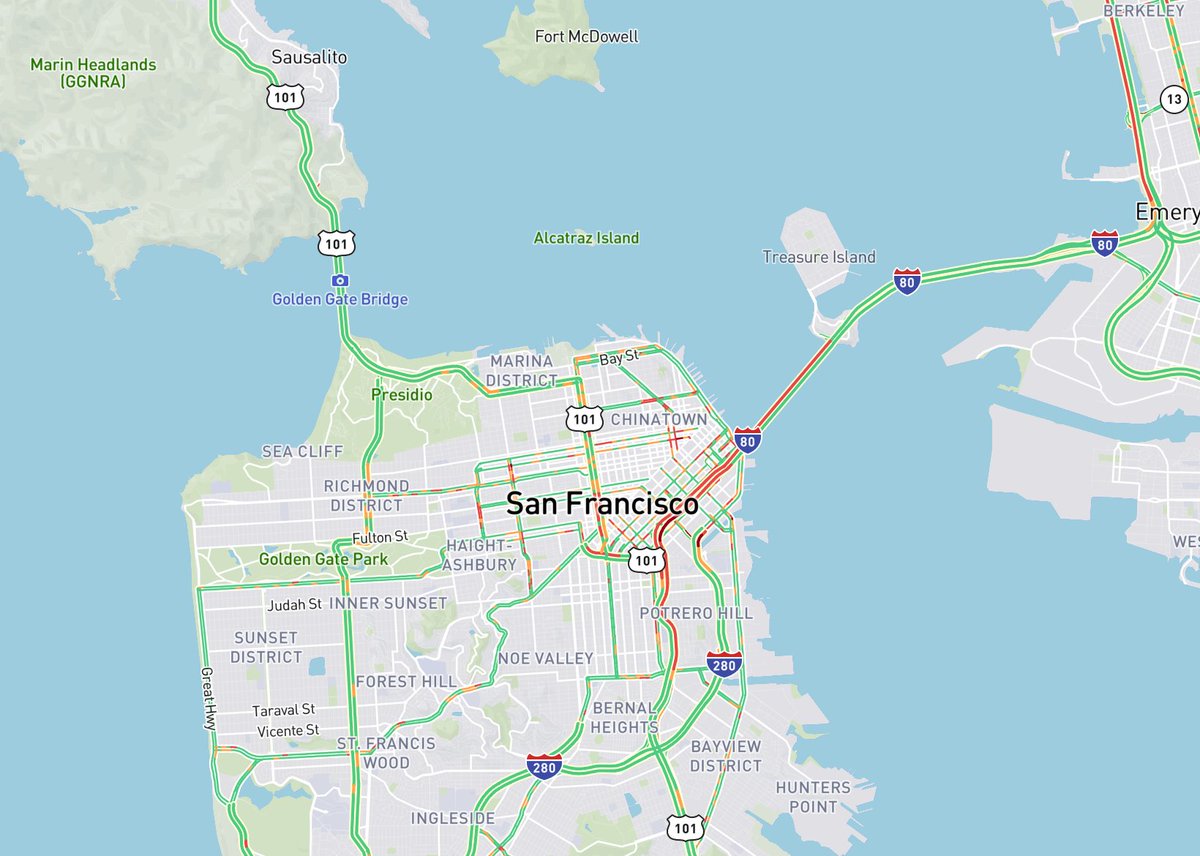 BERKELEY
Fort McDowell
Sausalito
Marin Headlands
(GGNRA)
101
13
Emery
101
Alcatraz Island
80
Treasure Island
80
Golden Gate Bridge
Bay St
MARINA
DISTRICT
Presidio
101
CHINATOWN
80
SEA CLIFF
RICHMOND
DISTRICT
San Francisco
Fulton St
HAIGHT-
ASHBURY
Golden Gate Park
101
WES
Judah St
INNER SUNSET
POTRERO HILL
SUNSET
DISTRICT
NOE VALLEY
280
FOREST HILL
Great Hwy
Taraval St
Vicente St
BERNAL
HEIGHTS
ST. FRANCIS
WOOD
BAYVIEW
DISTRICT
280
HUNTERS
POINT
INGLESIDE
101